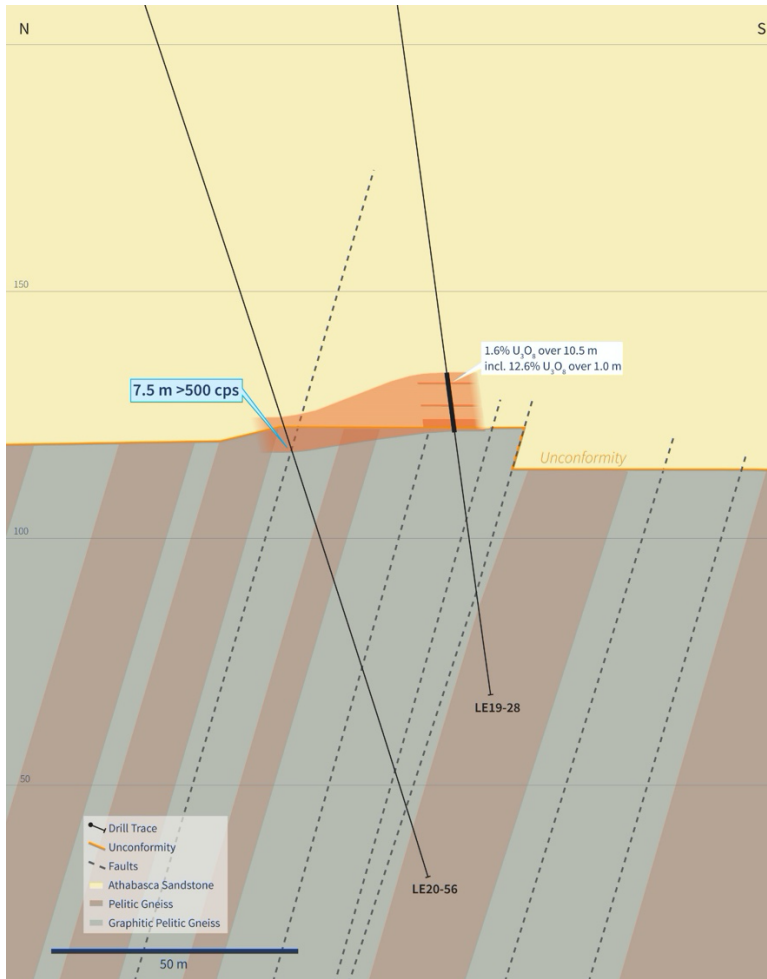 N
S
150
1.6% U₃O₈ over 10.5 m
incl. 12.6% U₃O₈ over 1.0 m
7.5 m >500 cps
Unconformity
100
LE19-28
50
LE20-56
Drill Trace
Unconformity
Faults
Athabasca Sandstone
Pelitic Gneiss
Graphitic Pelitic Gneiss
50 m